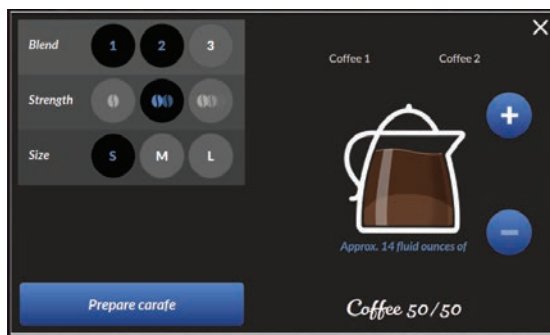 Blend 1 2 3
Coffee 1 Coffee 2
Strength
Size S M L
Approx. 14 fluid ounces of
Prepare carafe
Coffee 50/50